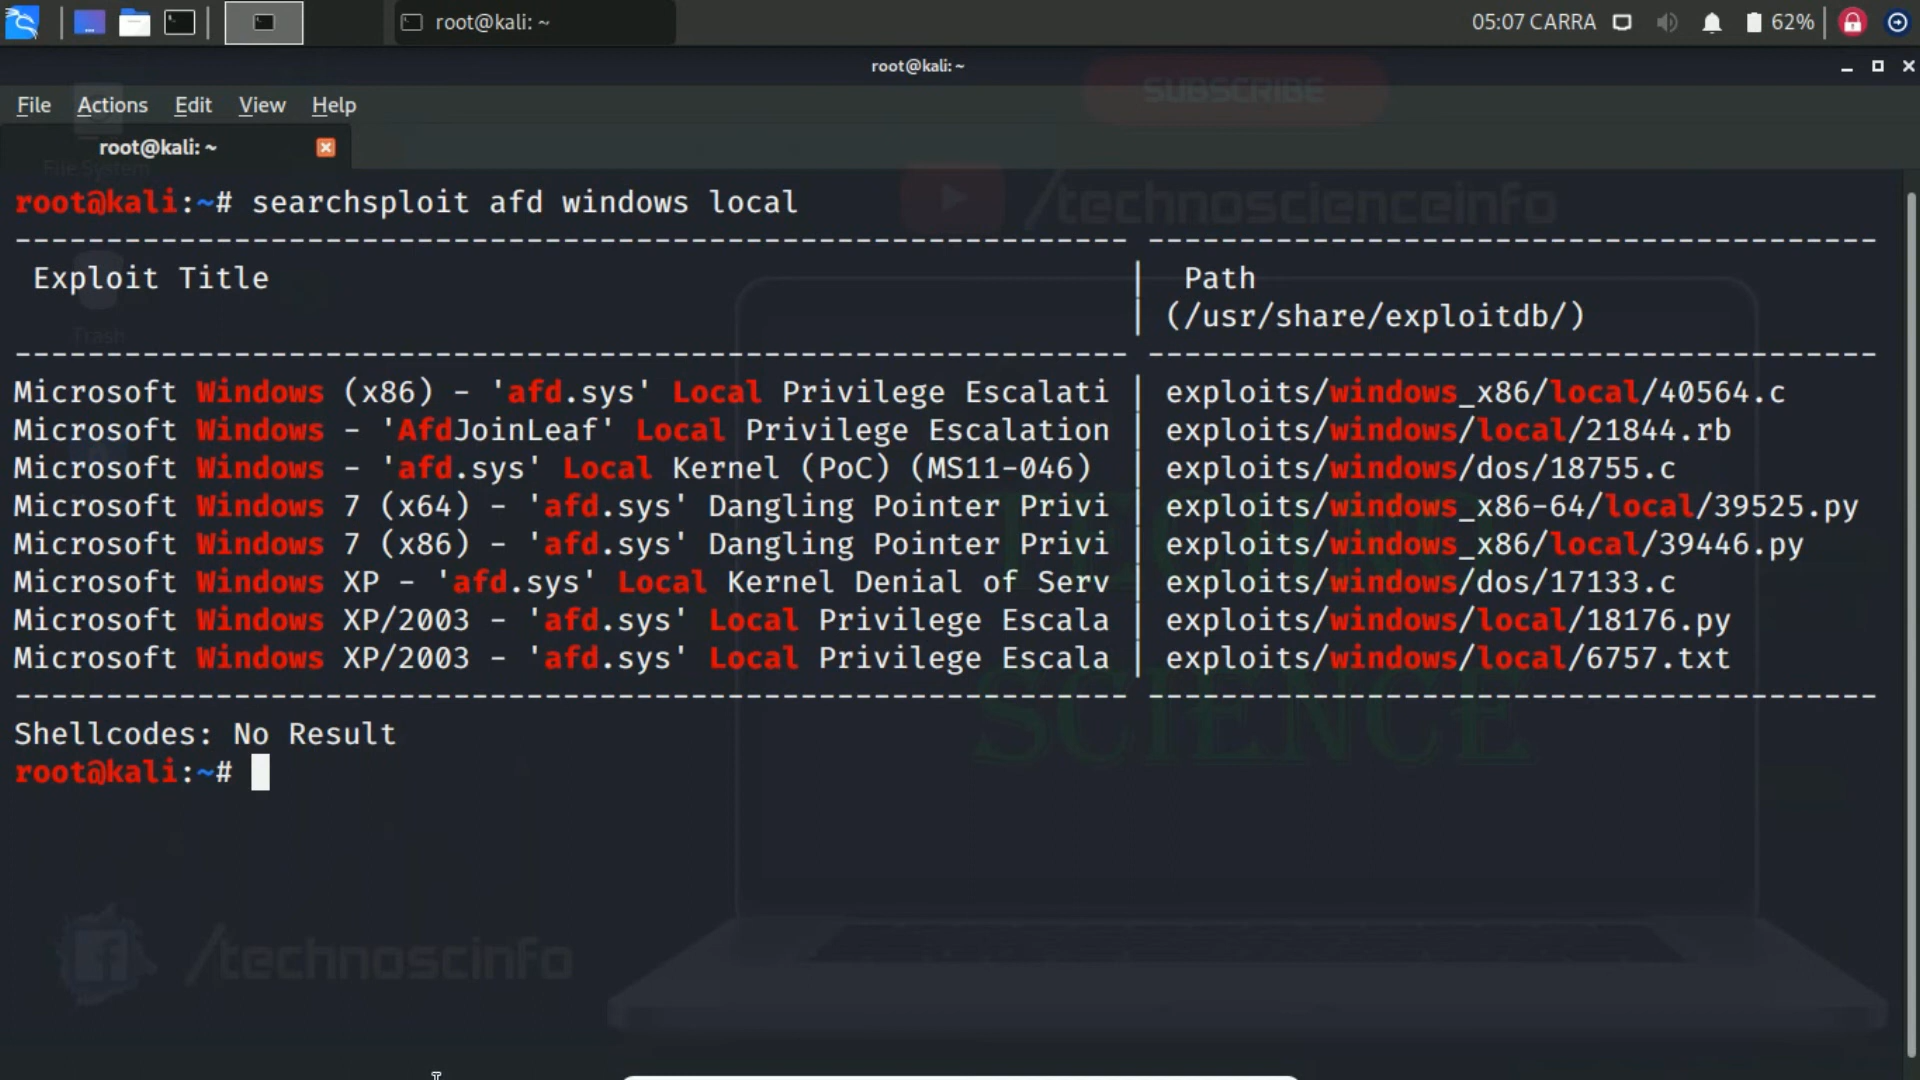 root@kali: ~
05:07 CARRA
62%
root@kali: ~
SUBSCRIBE
File Actions Edit View Help
root@kali: ~
File System
root@kali:~# searchsploit afd windows local
/technoscienceinfo
Exploit Title | Path
| (/usr/share/exploitdb/)
Trash
Microsoft Windows (x86) - 'afd.sys' Local Privilege Escalati | exploits/windows_x86/local/40564.c
Microsoft Windows - 'AfdJoinLeaf' Local Privilege Escalation | exploits/windows/local/21844.rb
Microsoft Windows - 'afd.sys' Local Kernel (PoC) (MS11-046) | exploits/windows/dos/18755.c
Microsoft Windows 7 (x64) - 'afd.sys' Dangling Pointer Privi | exploits/windows_x86-64/local/39525.py
Microsoft Windows 7 (x86) - 'afd.sys' Dangling Pointer Privi | exploits/windows_x86/local/39446.py
Microsoft Windows XP - 'afd.sys' Local Kernel Denial of Serv | exploits/windows/dos/17133.c
Microsoft Windows XP/2003 - 'afd.sys' Local Privilege Escala | exploits/windows/local/18176.py
Microsoft Windows XP/2003 - 'afd.sys' Local Privilege Escala | exploits/windows/local/6757.txt
SCIENCE
Shellcodes: No Result
root@kali:~#
/technoscinfo